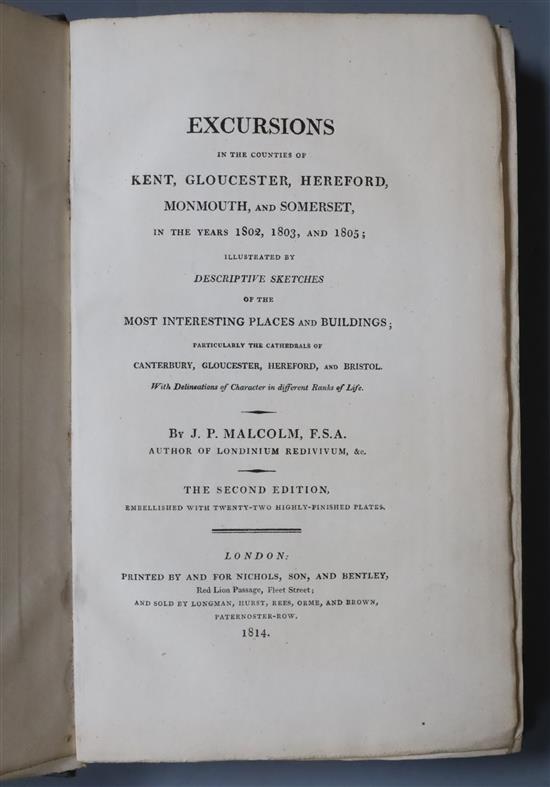 EXCURSIONS
IN THE COUNTIES OF
KENT, GLOUCESTER, HEREFORD,
MONMOUTH, AND SOMERSET,
IN THE YEARS 1802, 1803, AND 1805;
ILLUSTRATED BY
DESCRIPTIVE SKETCHES
OF THE
MOST INTERESTING PLACES AND BUILDINGS;
PARTICULARLY THE CATHEDRALS OF
CANTERBURY, GLOUCESTER, HEREFORD, AND BRISTOL.
With Delineations of Character in different Ranks of Life.
BY J. P. MALCOLM, F.S.A.
AUTHOR OF LONDINIUM REDIVIVUM, &c.
THE SECOND EDITION,
EMBELLISHED WITH TWENTY-TWO HIGHLY-FINISHED PLATES.
LONDON:
PRINTED BY AND FOR NICHOLS, SON, AND BENTLEY,
Red Lion Passage, Fleet Street;
AND SOLD BY LONGMAN, HURST, REES, ORME, AND BROWN,
PATERNOSTER-ROW.
1814.